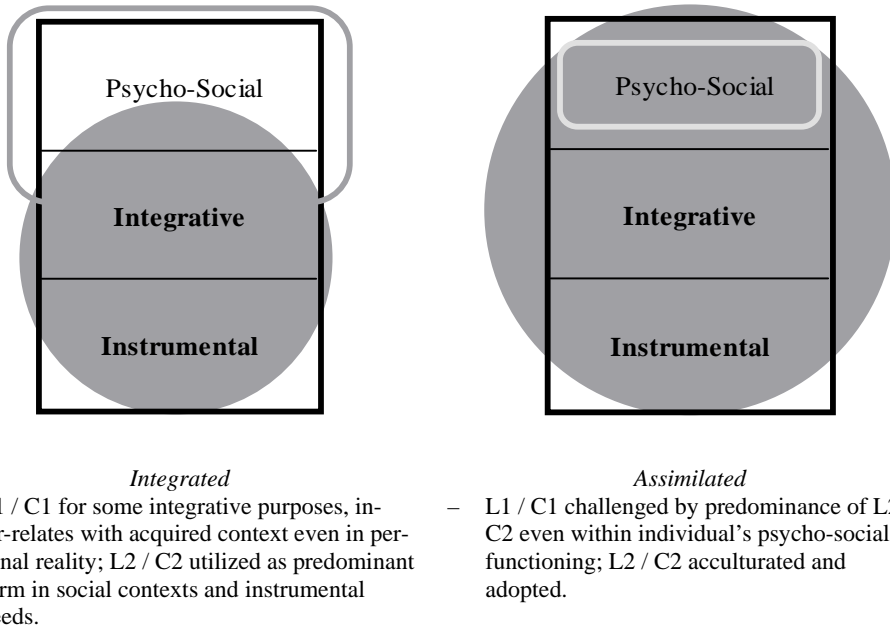 Psycho-Social
Integrative
Instrumental
Integrated
1 / C1 for some integrative purposes, in-
r-relates with acquired context even in per-
nal reality; L2 / C2 utilized as predominant
rm in social contexts and instrumental
eeds.
Psycho-Social
Integrative
Instrumental
Assimilated
– L1 / C1 challenged by predominance of L2
C2 even within individual's psycho-social
functioning; L2 / C2 acculturated and
adopted.